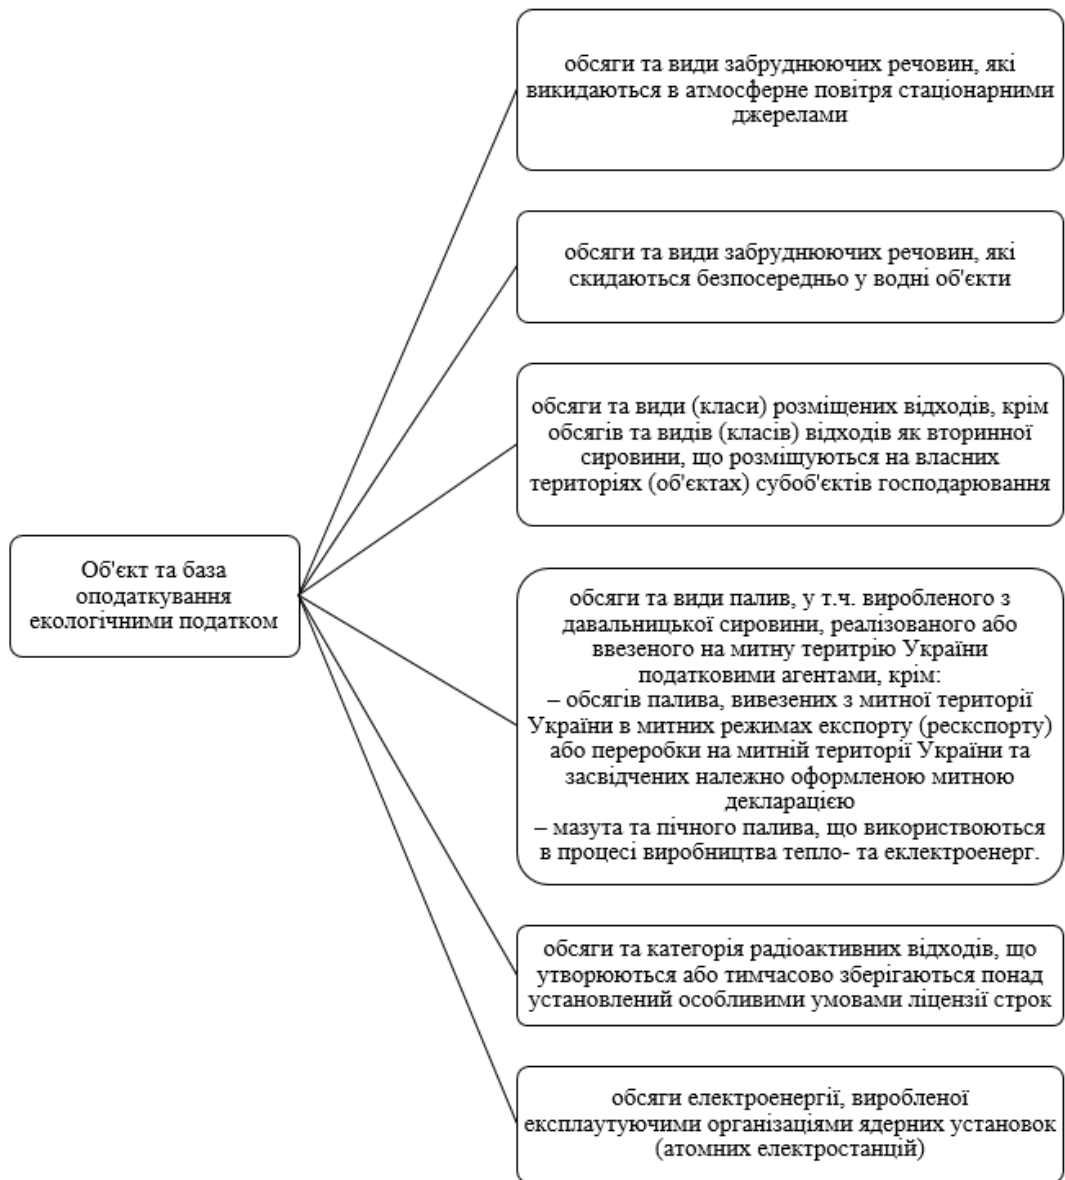 обсяги та види забруднюючих речовин, які
викидаються в атмосферне повітря стаціонарними
джерелами
обсяги та види забруднюючих речовин, які
скидаються безпосередньо у водні об'єкти
обсяги та види (класи) розміщених відходів, крім
обсягів та видів (класів) відходів як вторинної
сировини, що розміщуються на власних
територіях (об'єктах) субоб'єктів господарювання
Об'єкт та база
оподаткування
екологічними податком
обсяги та види палив, у т.ч. виробленого з
давальницької сировини, реалізованого або
ввезеного на митну територію України
податковими агентами, крім:
– обсягів палива, вивезених з митної території
України в митних режимах експорту (рескспорту)
або переробки на митній території України та
засвідчених належно оформленою митною
декларацією
– мазута та пічного палива, що використвоються
в процесі виробництва тепло- та еклектроенерг.
обсяги та категорія радіоактивних відходів, що
утворюються або тимчасово зберігаються понад
установлений особливими умовами ліцензії строк
обсяги електроенергії, виробленої
експлаутуючими організаціями ядерних установок
(атомних електростанцій)